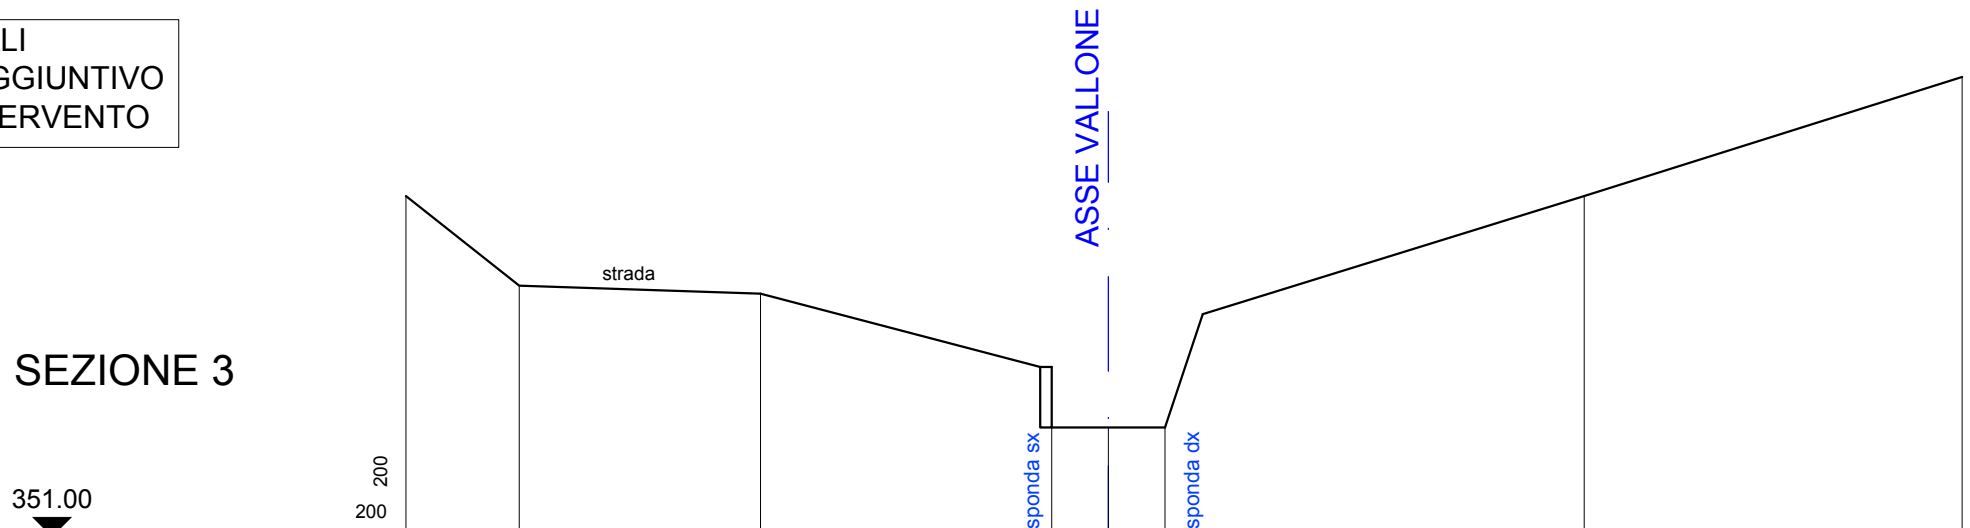 LI
GGIUNTIVO
ERVENTO
ASSE VALLONE
strada
SEZIONE 3
sponda sx
sponda dx
200
351.00
200